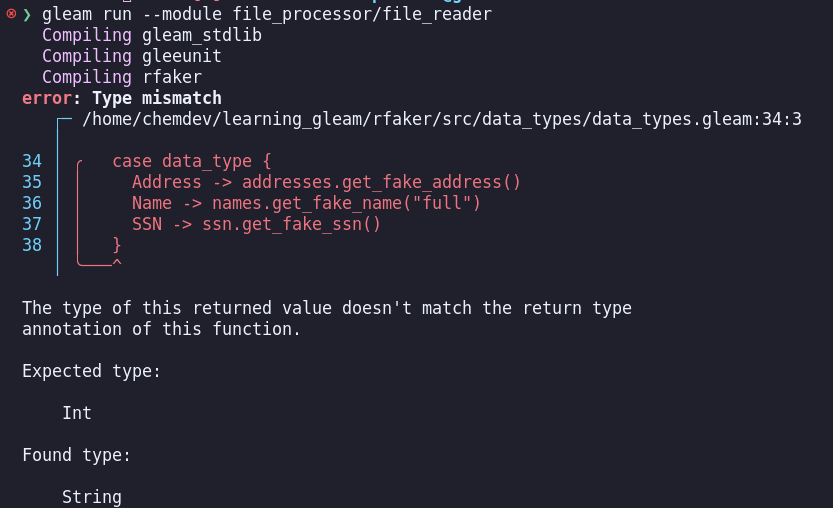 ⊗ ❯ gleam run --module file_processor/file_reader
Compiling gleam_stdlib
Compiling gleeunit
Compiling rfaker
error: Type mismatch
┌─ /home/chemdev/learning_gleam/rfaker/src/data_types/data_types.gleam:34:3
34 case data_type {
35 Address -> addresses.get_fake_address()
36 Name -> names.get_fake_name("full")
37 SSN -> ssn.get_fake_ssn()
38 }
^
The type of this returned value doesn't match the return type
annotation of this function.
Expected type:
Int
Found type:
String